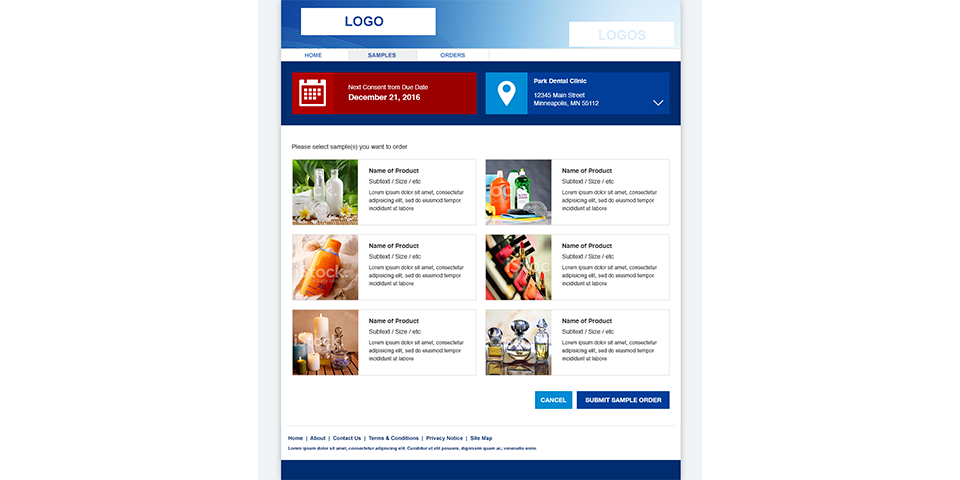 LOGO
LOGOS
HOME
SAMPLES
ORDERS
Next Consent from Due Date
December 21, 2016
Park Dental Clinic
12345 Main Street
Minneapolis, MN 55112
Please select sample(s) you want to order
Name of Product
Subtext / Size / etc
Lorem ipsum dolor sit amet, consectetur
adipisicing elit, sed do eiusmod tempor
incididunt ut labore
Name of Product
Subtext / Size / etc
Lorem ipsum dolor sit amet, consectetur
adipisicing elit, sed do eiusmod tempor
incididunt ut labore
Name of Product
Subtext / Size / etc
Lorem ipsum dolor sit amet, consectetur
adipisicing elit, sed do eiusmod tempor
incididunt ut labore
iStock
Name of Product
Subtext / Size / etc
Lorem ipsum dolor sit amet, consectetur
adipisicing elit, sed do eiusmod tempor
incididunt ut labore
Name of Product
Subtext / Size / etc
Lorem ipsum dolor sit amet, consectetur
adipisicing elit, sed do eiusmod tempor
incididunt ut labore
Name of Product
Subtext / Size / etc
Lorem ipsum dolor sit amet, consectetur
adipisicing elit, sed do eiusmod tempor
incididunt ut labore
CANCEL
SUBMIT SAMPLE ORDER
Home | About | Contact Us | Terms & Conditions | Privacy Notice | Site Map
Lorem ipsum dolor sit amet, consectetur adipiscing elit. Curabitur ut elit posuere, dignissim quam ac, venenatis enim.